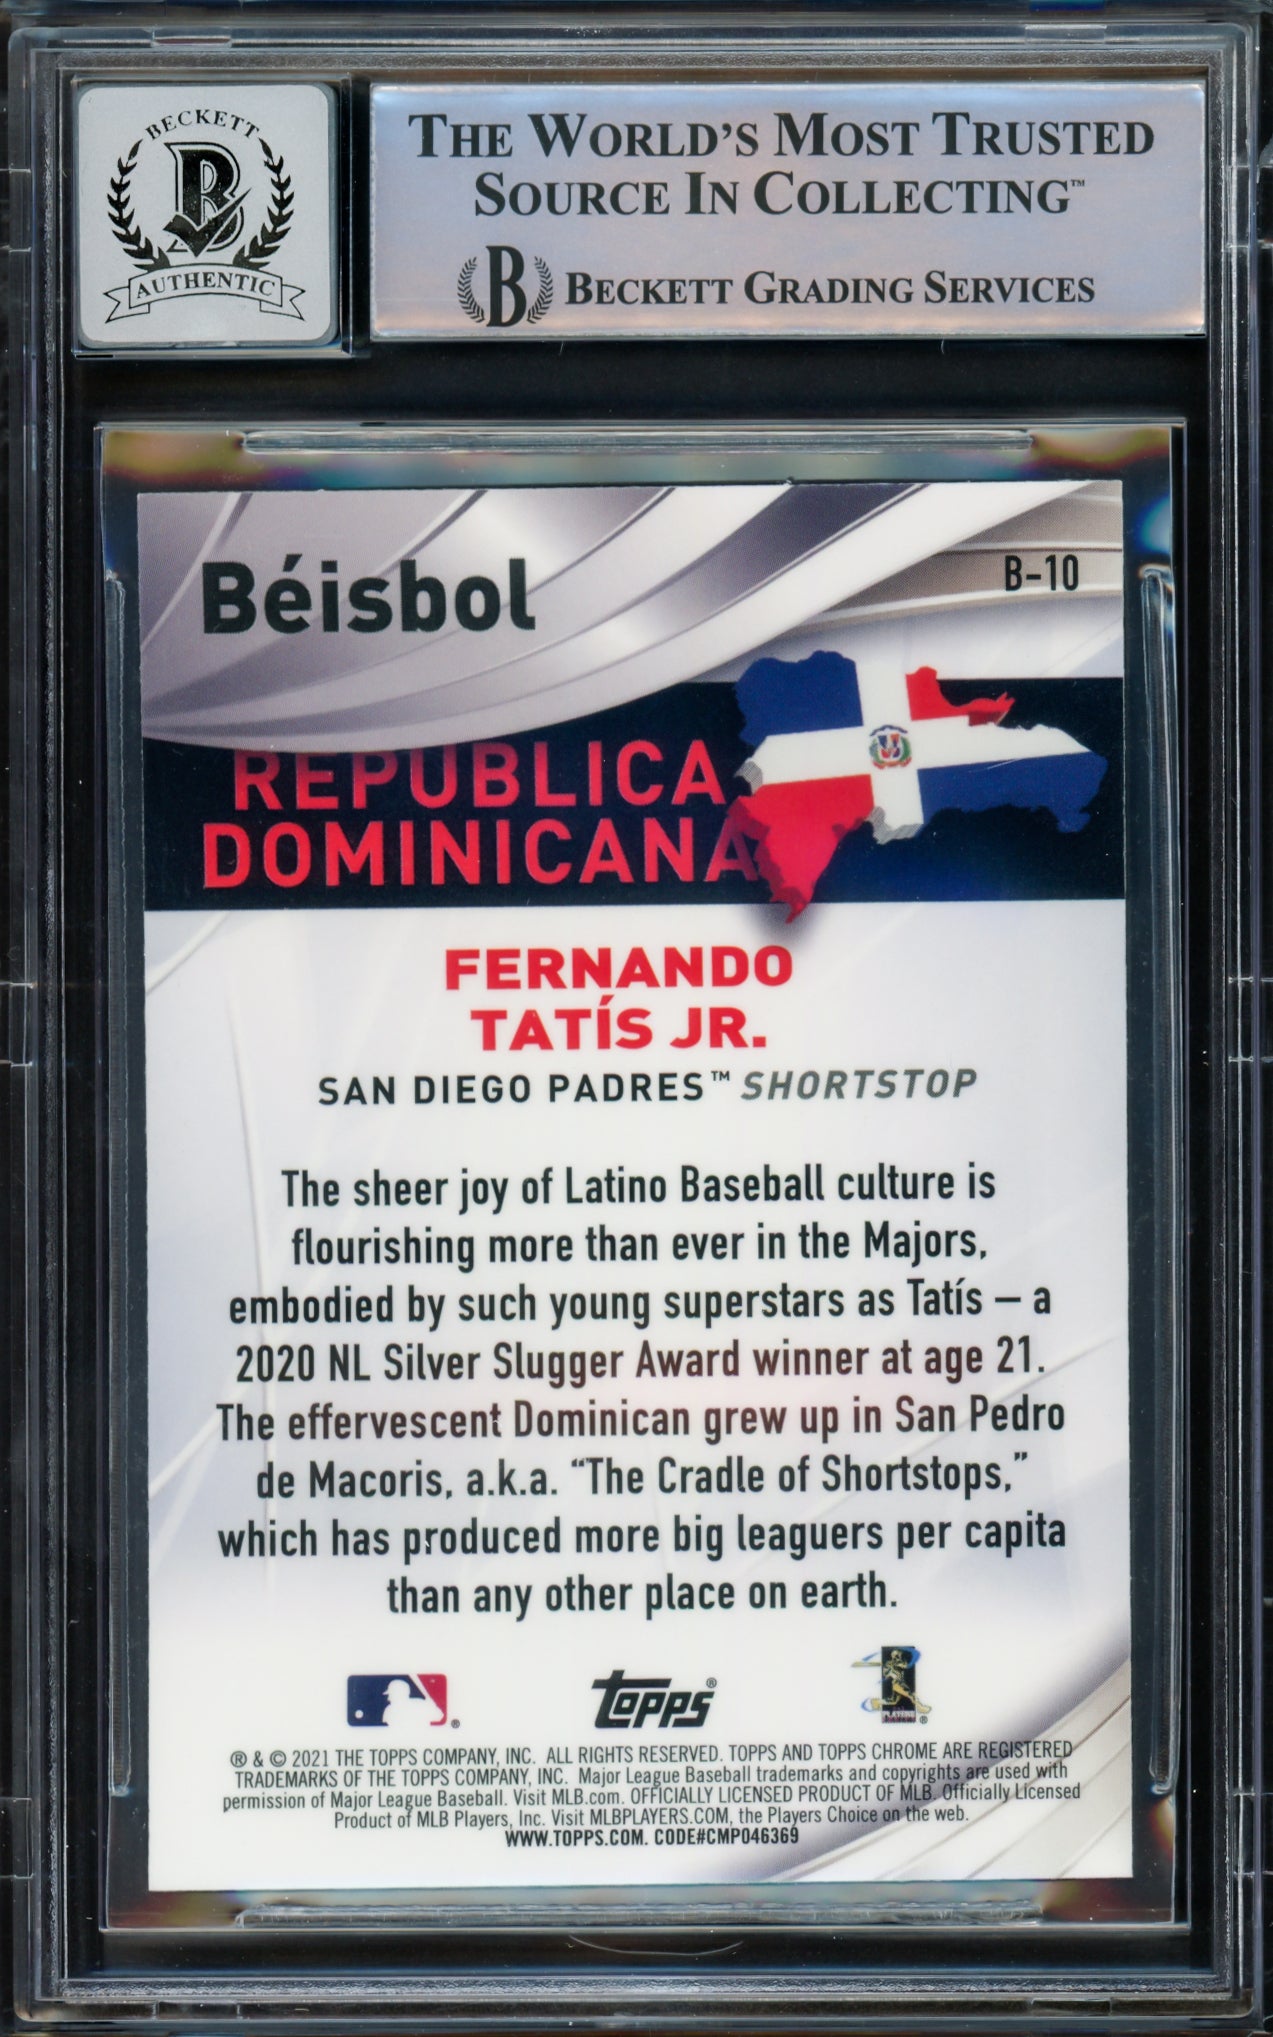 BECKETT
B
AUTHENTIC
THE WORLD'S MOST TRUSTED
SOURCE IN COLLECTING™
B BECKETT GRADING SERVICES
Béisbol
B-10
REPÚBLICA
DOMINICANA
FERNANDO
TATÍS JR.
SAN DIEGO PADRES™ SHORTSTOP
The sheer joy of Latino Baseball culture is
flourishing more than ever in the Majors,
embodied by such young superstars as Tatís – a
2020 NL Silver Slugger Award winner at age 21.
The effervescent Dominican grew up in San Pedro
de Macoris, a.k.a. “The Cradle of Shortstops,”
which has produced more big leaguers per capita
than any other place on earth.
®
topps®
®
® & © 2021 THE TOPPS COMPANY, INC. ALL RIGHTS RESERVED. TOPPS AND TOPPS CHROME ARE REGISTERED
TRADEMARKS OF THE TOPPS COMPANY, INC. Major League Baseball trademarks and copyrights are used with
permission of Major League Baseball. Visit MLB.com. OFFICIALLY LICENSED PRODUCT OF MLB. Officially Licensed
Product of MLB Players, Inc. Visit MLBPLAYERS.COM, the Players Choice on the web.
WWW.TOPPS.COM. CODE#CMP046369